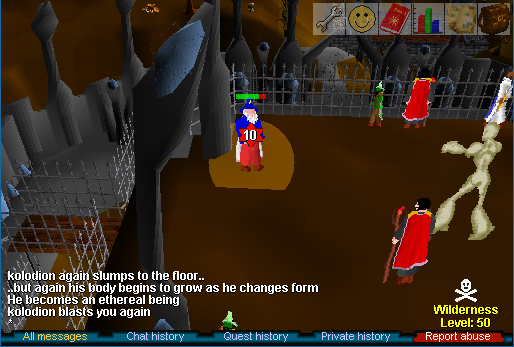 10
kolodion again slumps to the floor..
..but again his body begins to grow as he changes form
He becomes an ethereal being
kolodion blasts you again
*
Wilderness
Level: 50
All messages
Chat history
Quest history
Private history
Report abuse